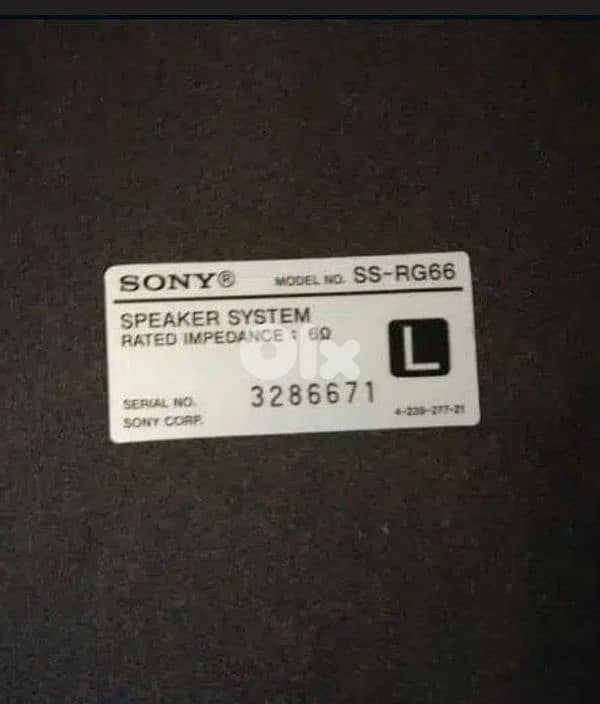 SONY® MODEL NO. SS-RG66
SPEAKER SYSTEM
RATED IMPEDANCE : 6Ω
L
olx
SERIAL NO. 3286671
SONY CORP. 4-239-277-21